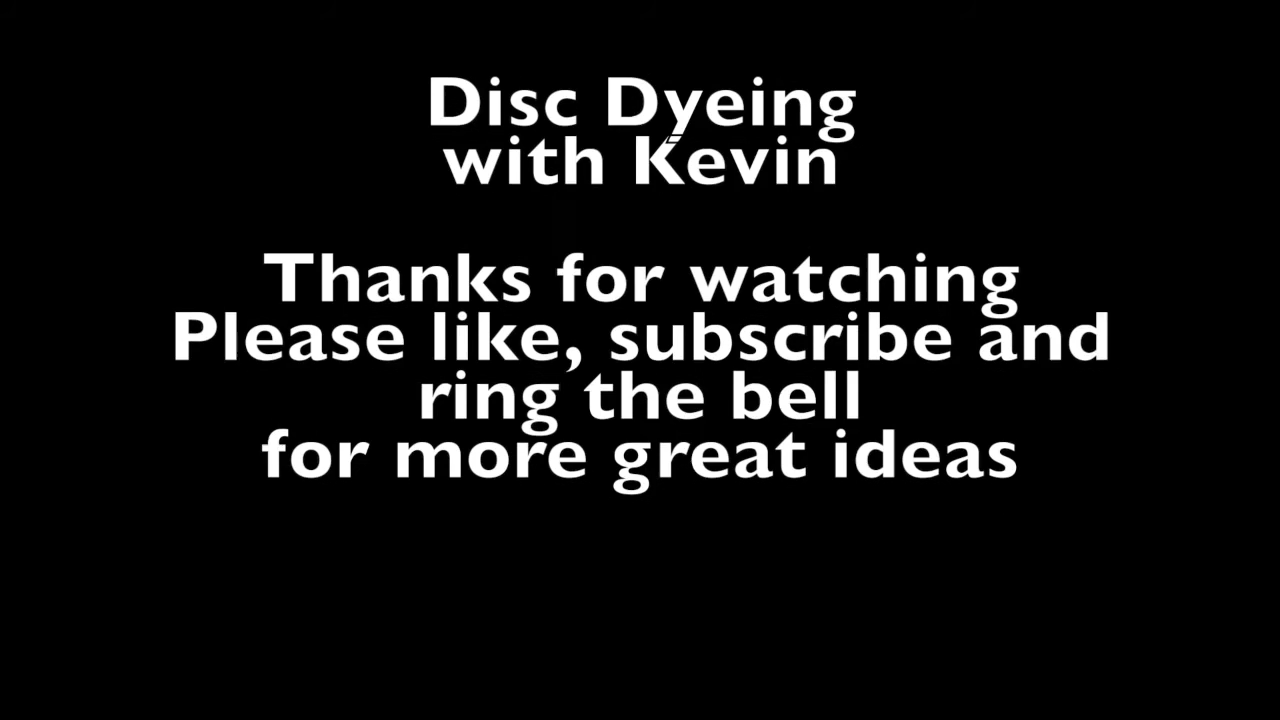 Disc Dyeing
with Kevin
Thanks for watching
Please like, subscribe and
ring the bell
for more great ideas